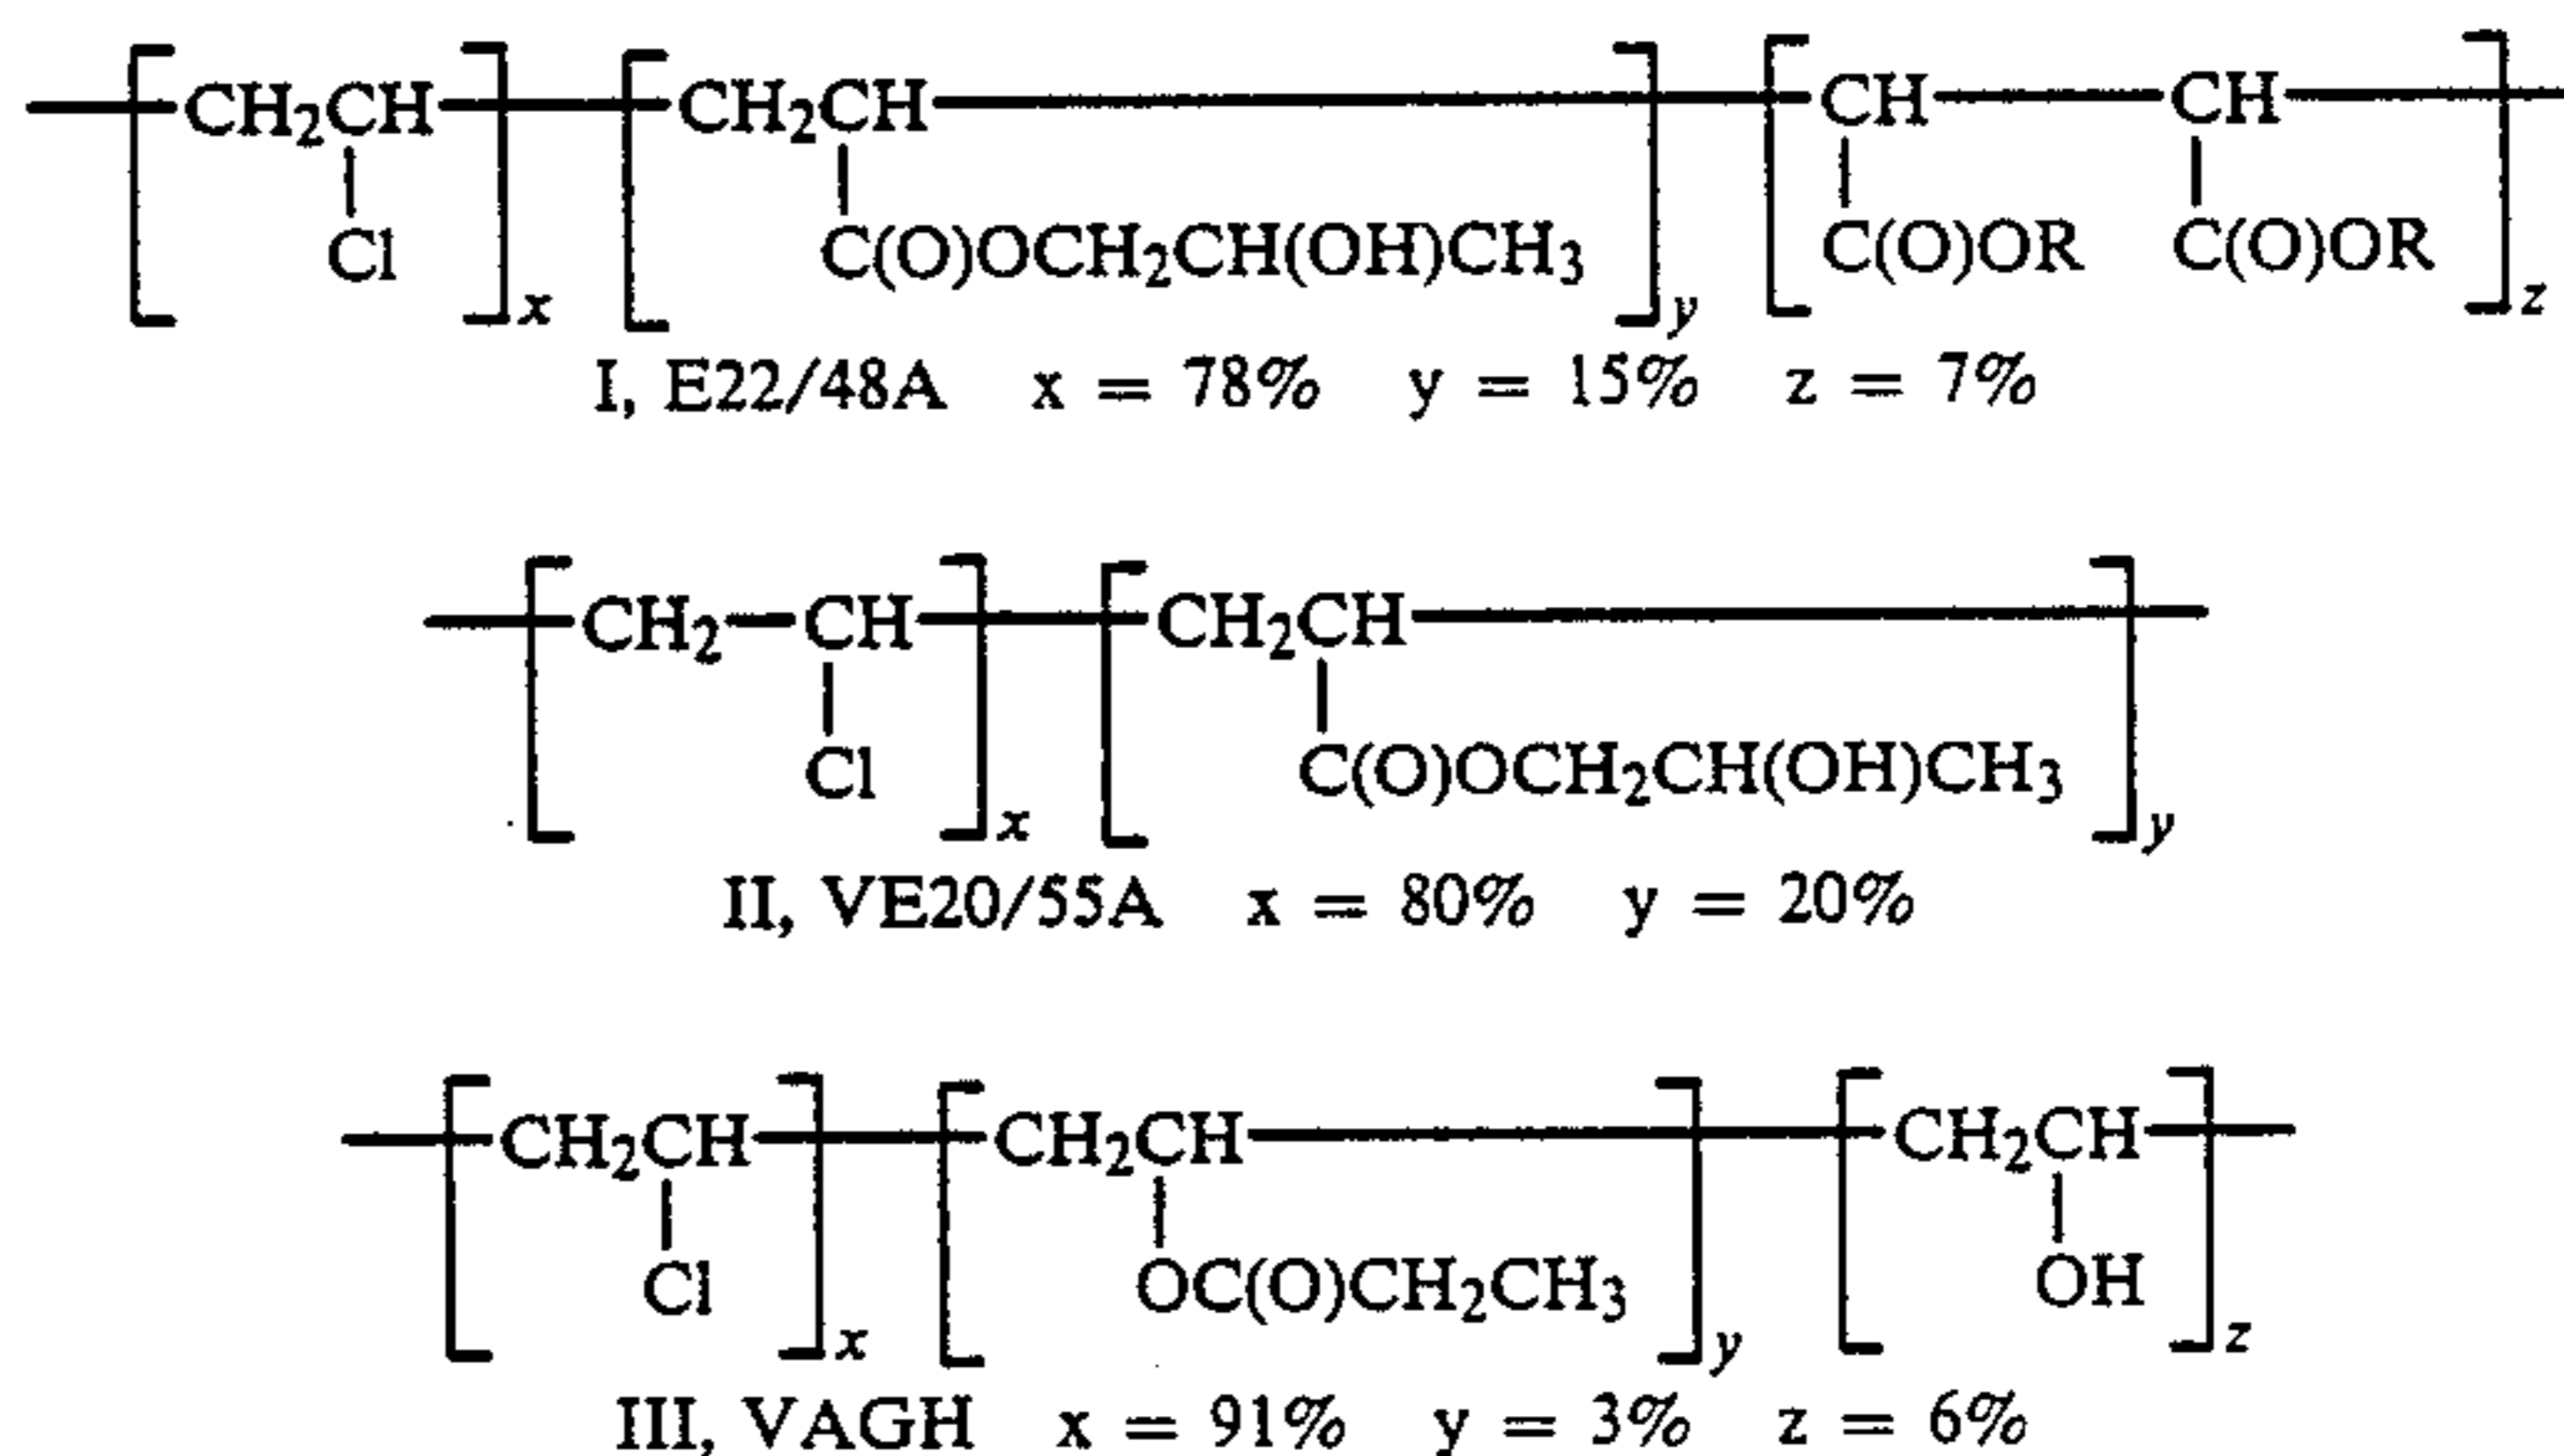 CH₂CH CH₂CH CH CH
Cl C(O)OCH₂CH(OH)CH₃ C(O)OR C(O)OR
x y z
I, E22/48A x = 78% y = 15% z = 7%
CH₂—CH CH₂CH
Cl C(O)OCH₂CH(OH)CH₃
x y
II, VE20/55A x = 80% y = 20%
CH₂CH CH₂CH CH₂CH
Cl OC(O)CH₂CH₃ OH
x y z
III, VAGH x = 91% y = 3% z = 6%